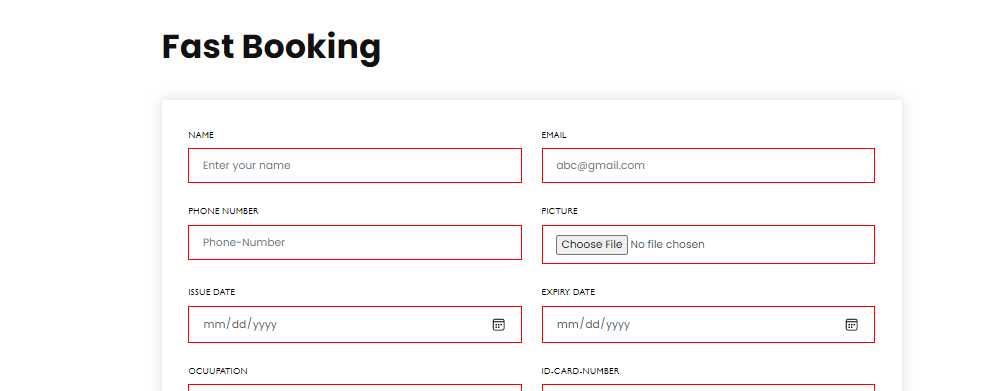 Fast Booking
NAME
EMAIL
Enter your name
abc@gmail.com
PHONE NUMBER
PICTURE
Phone-Number
Choose File No file chosen
ISSUE DATE
EXPIRY DATE
mm/dd/yyyy
mm/dd/yyyy
OCUUPATION
ID-CARD-NUMBER